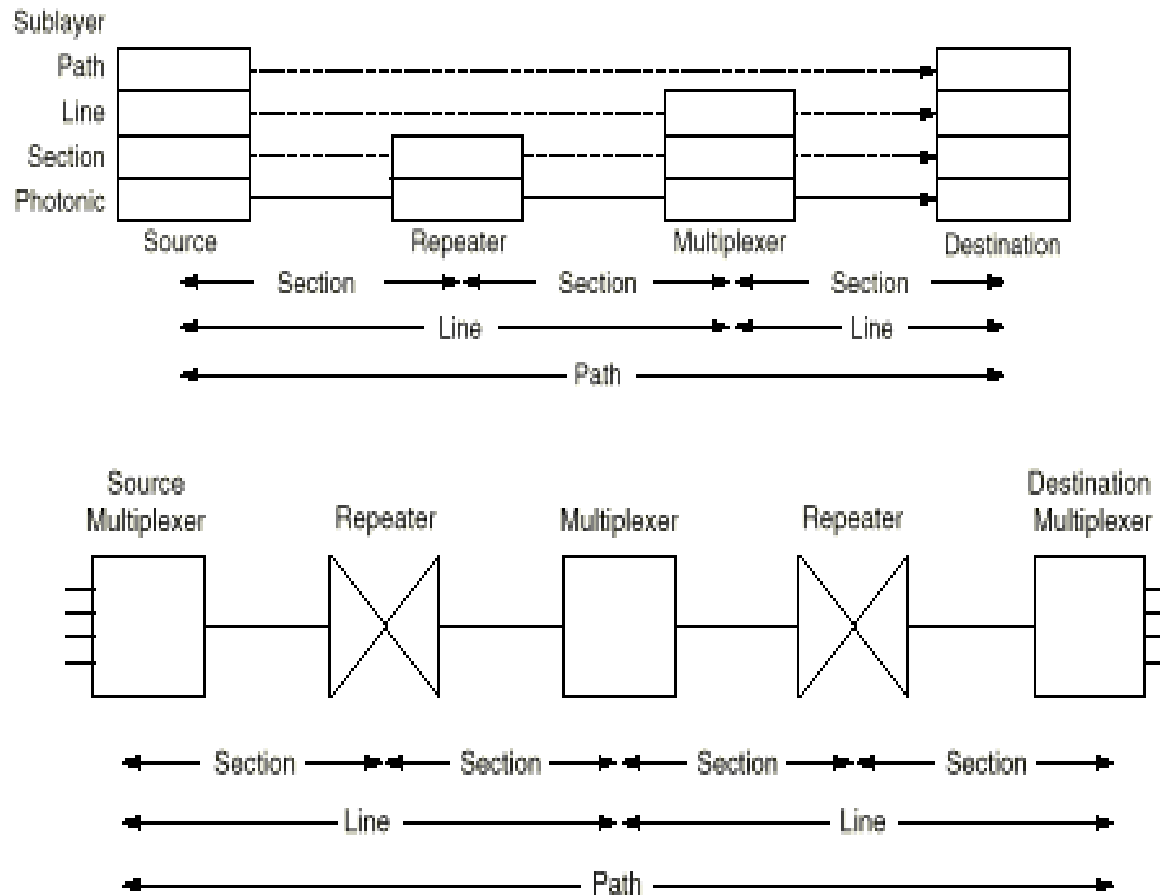 Sublayer
Path
Line
Section
Photonic
Source
Repeater
Multiplexer
Destination
Section Section Section
Line Line
Path
Source
Multiplexer
Repeater
Multiplexer
Repeater
Destination
Multiplexer
Section Section Section Section
Line Line
Path